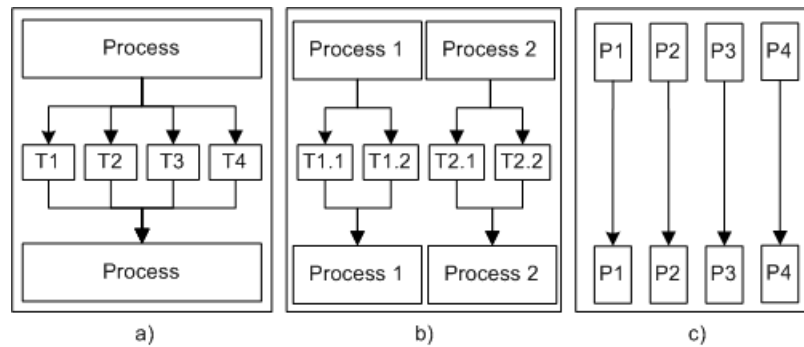 Process
T1 T2 T3 T4
Process
a)
Process 1 Process 2
T1.1 T1.2 T2.1 T2.2
Process 1 Process 2
b)
P1 P2 P3 P4
P1 P2 P3 P4
c)